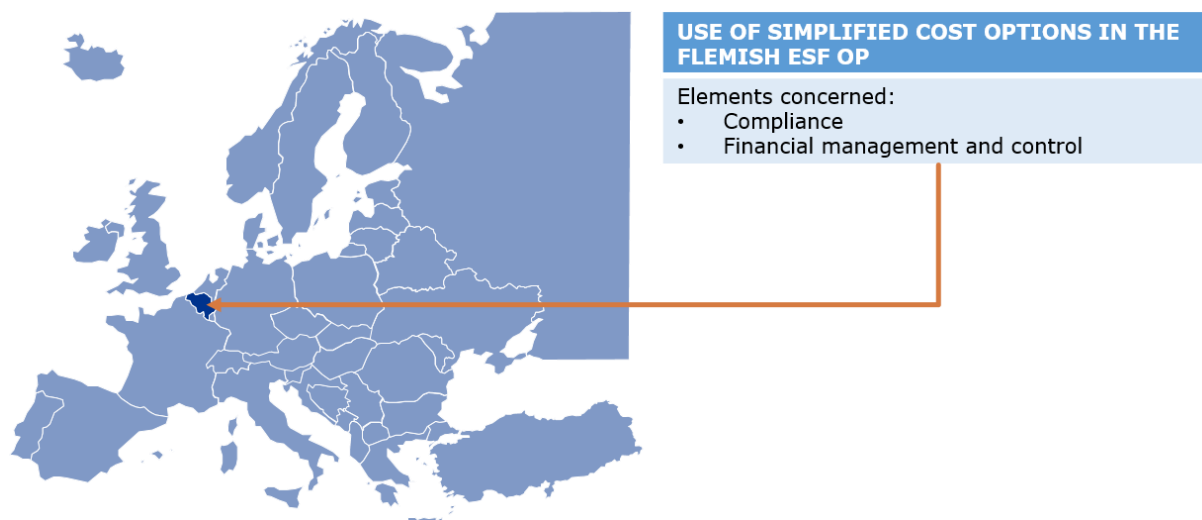 USE OF SIMPLIFIED COST OPTIONS IN THE
FLEMISH ESF OP
Elements concerned:
• Compliance
• Financial management and control